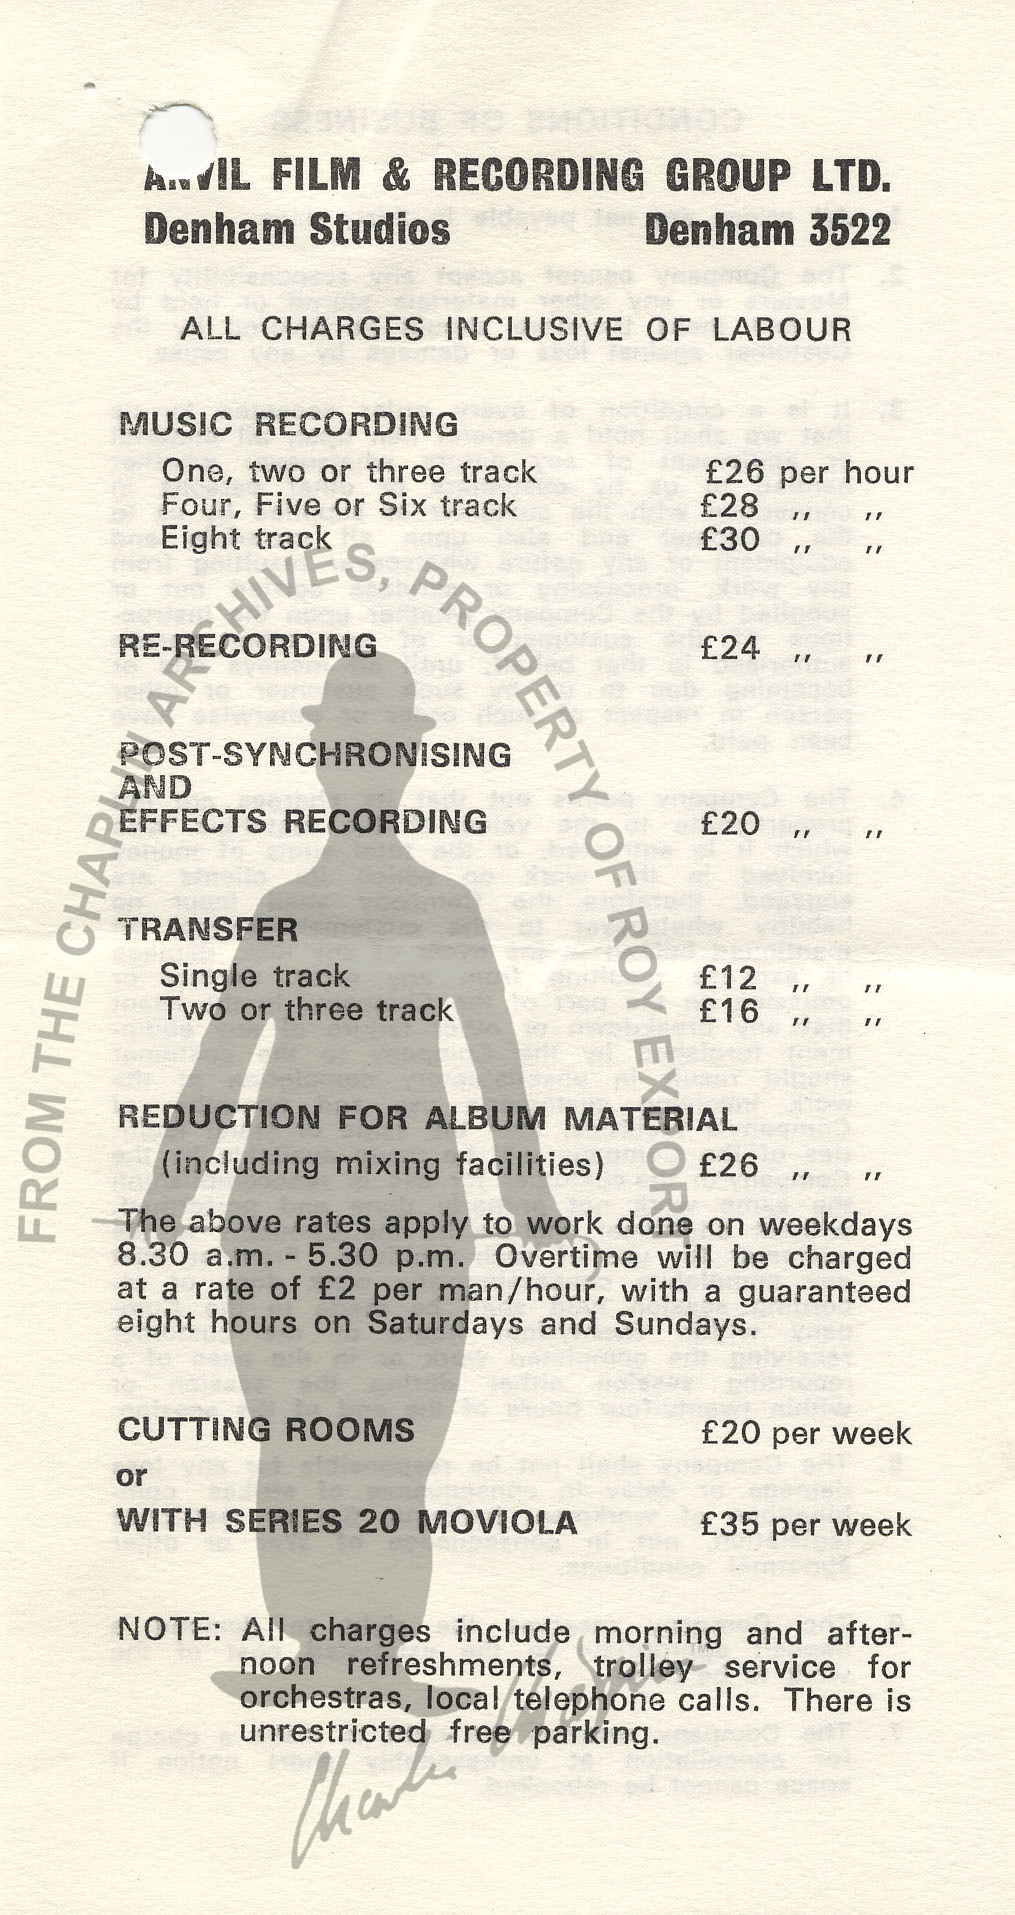 ANVIL FILM & RECORDING GROUP LTD.
Denham Studios Denham 3522
ALL CHARGES INCLUSIVE OF LABOUR
MUSIC RECORDING
One, two or three track £26 per hour
Four, Five or Six track £28 ,, ,,
Eight track £30 ,, ,,
RE-RECORDING £24 ,, ,,
POST-SYNCHRONISING
AND
EFFECTS RECORDING £20 ,, ,,
TRANSFER
Single track £12 ,, ,,
Two or three track £16 ,, ,,
REDUCTION FOR ALBUM MATERIAL
(including mixing facilities) £26 ,, ,,
The above rates apply to work done on weekdays
8.30 a.m. - 5.30 p.m. Overtime will be charged
at a rate of £2 per man/hour, with a guaranteed
eight hours on Saturdays and Sundays.
CUTTING ROOMS £20 per week
or
WITH SERIES 20 MOVIOLA £35 per week
NOTE: All charges include morning and after-
noon refreshments, trolley service for
orchestras, local telephone calls. There is
unrestricted free parking.
FROM THE CHAPLIN ARCHIVES, PROPERTY OF ROY EXPORT
Charlie Chaplin TM